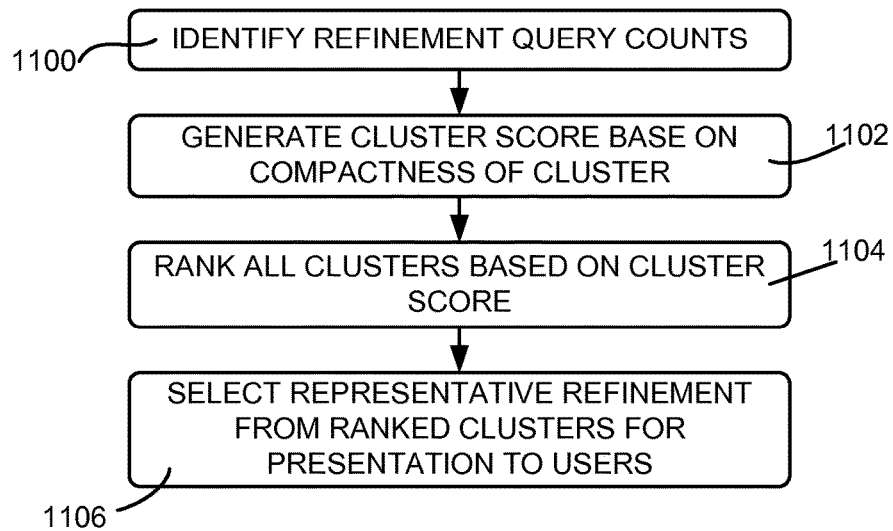 1100
IDENTIFY REFINEMENT QUERY COUNTS
GENERATE CLUSTER SCORE BASE ON
COMPACTNESS OF CLUSTER
1102
RANK ALL CLUSTERS BASED ON CLUSTER
SCORE
1104
SELECT REPRESENTATIVE REFINEMENT
FROM RANKED CLUSTERS FOR
PRESENTATION TO USERS
1106